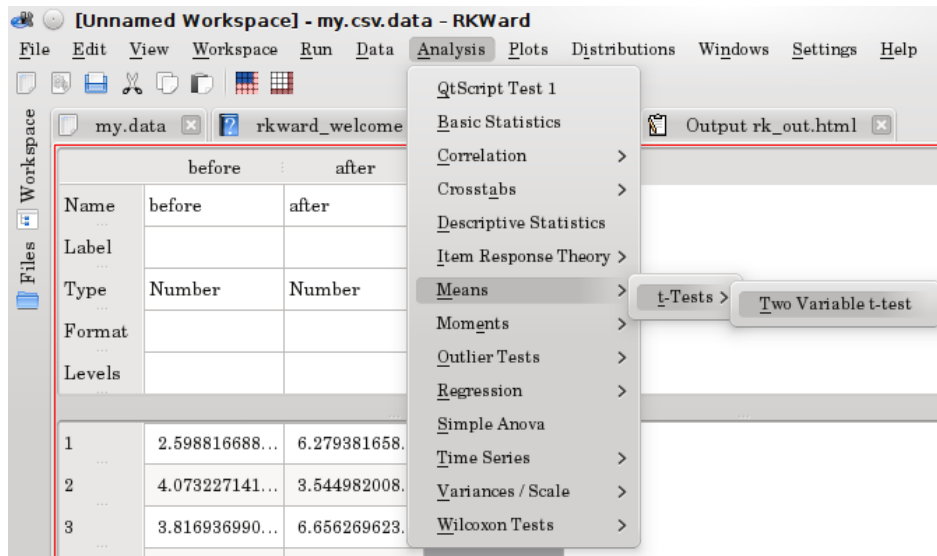 [Unnamed Workspace] - my.csv.data - RKWard
File Edit View Workspace Run Data Analysis Plots Distributions Windows Settings Help
my.data rkward_welcome Output rk_out.html
Workspace
Files
before after
Name before after
Label
Type Number Number
Format
Levels
1 2.598816688... 6.279381658.
2 4.073227141... 3.544982008.
3 3.816936990... 6.656269623.
QtScript Test 1
Basic Statistics
Correlation >
Crosstabs >
Descriptive Statistics
Item Response Theory >
Means >
Moments >
Outlier Tests >
Regression >
Simple Anova
Time Series >
Variances / Scale >
Wilcoxon Tests >
t-Tests >
Two Variable t-test